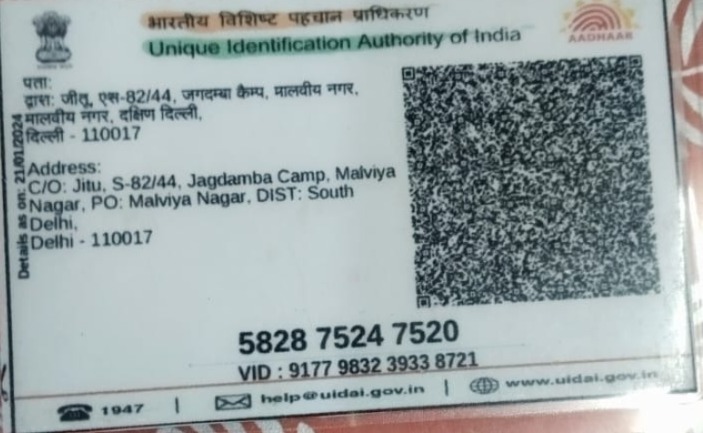 भारतीय विशिष्ट पहचान प्राधिकरण
Unique Identification Authority of India
AADHAAR
पता:
द्वारा: जीतू, एस-82/44, जगदम्बा कैम्प, मालवीय नगर,
मालवीय नगर, दक्षिण दिल्ली,
दिल्ली - 110017
Address:
C/O: Jitu, S-82/44, Jagdamba Camp, Malviya
Nagar, PO: Malviya Nagar, DIST: South
Delhi,
Delhi - 110017
Details as on: 21/01/2024
5828 7524 7520
VID : 9177 9832 3933 8721
1947 | help@uidai.gov.in | www.uidai.gov.in